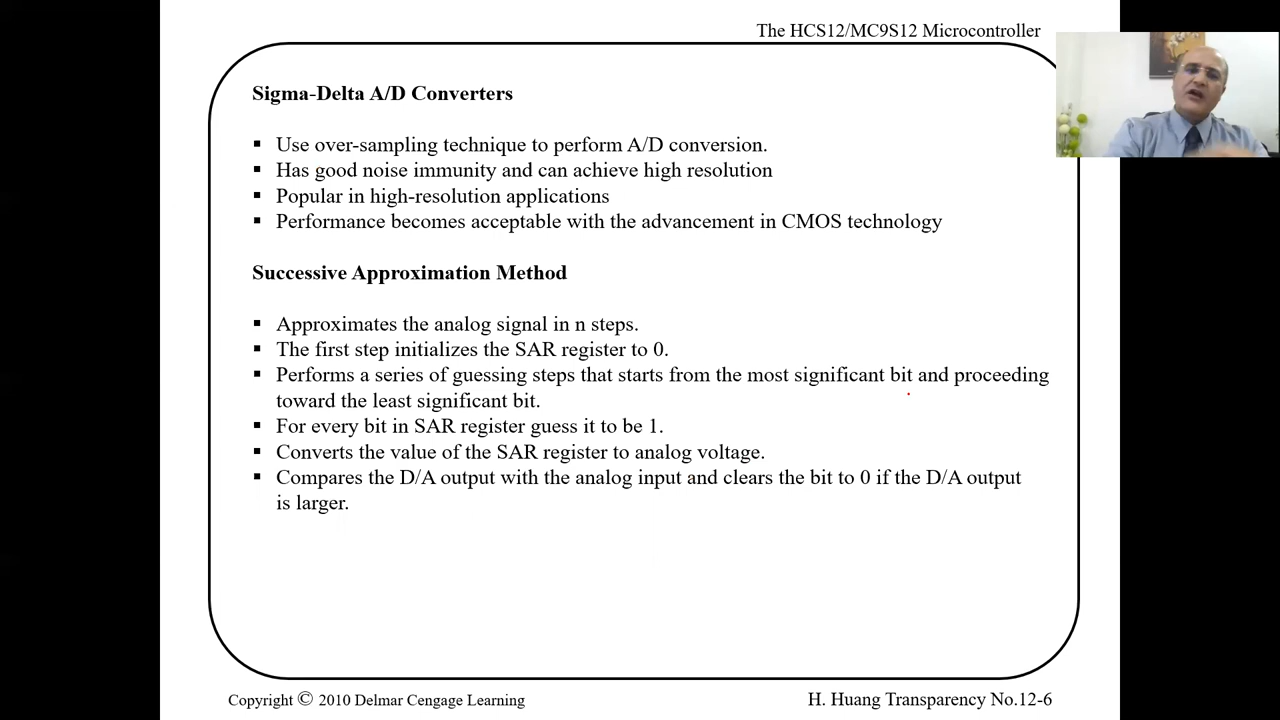 The HCS12/MC9S12 Microcontroller
Sigma-Delta A/D Converters
▪ Use over-sampling technique to perform A/D conversion.
▪ Has good noise immunity and can achieve high resolution
▪ Popular in high-resolution applications
▪ Performance becomes acceptable with the advancement in CMOS technology
Successive Approximation Method
▪ Approximates the analog signal in n steps.
▪ The first step initializes the SAR register to 0.
▪ Performs a series of guessing steps that starts from the most significant bit and proceeding
toward the least significant bit.
▪ For every bit in SAR register guess it to be 1.
▪ Converts the value of the SAR register to analog voltage.
▪ Compares the D/A output with the analog input and clears the bit to 0 if the D/A output
is larger.
Copyright © 2010 Delmar Cengage Learning
H. Huang Transparency No.12-6